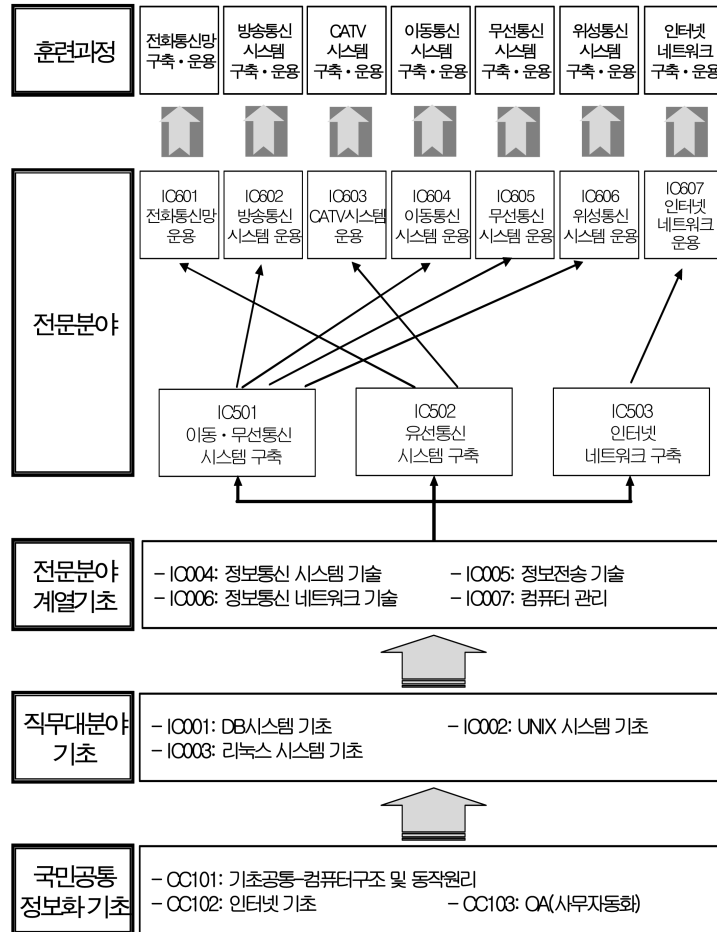 훈련과정
전화통신망
구축·운용
방송통신
시스템
구축·운용
CATV
시스템
구축·운용
이동통신
시스템
구축·운용
무선통신
시스템
구축·운용
위성통신
시스템
구축·운용
인터넷
네트워크
구축·운용
전문분야
IC601
전화통신망
운용
IC602
방송통신
시스템 운용
IC603
CATV시스템
운용
IC604
이동통신
시스템 운용
IC605
무선통신
시스템 운용
IC606
위성통신
시스템 운용
IC607
인터넷
네트워크
운용
IC501
이동·무선통신
시스템 구축
IC502
유선통신
시스템 구축
IC503
인터넷
네트워크 구축
전문분야
계열기초
- IC004: 정보통신 시스템 기술 - IC005: 정보전송 기술
- IC006: 정보통신 네트워크 기술 - IC007: 컴퓨터 관리
직무대분야
기초
- IC001: DB시스템 기초 - IC002: UNIX 시스템 기초
- IC003: 리눅스 시스템 기초
국민공통
정보화 기초
- CC101: 기초공통-컴퓨터구조 및 동작원리
- CC102: 인터넷 기초 - CC103: OA(사무자동화)